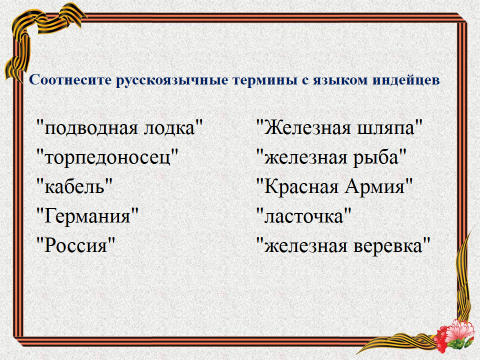 Соотнесите русскоязычные термины с языком индейцев
"подводная лодка"
"торпедоносец"
"кабель"
"Германия"
"Россия"
"Железная шляпа"
"железная рыба"
"Красная Армия"
"ласточка"
"железная веревка"